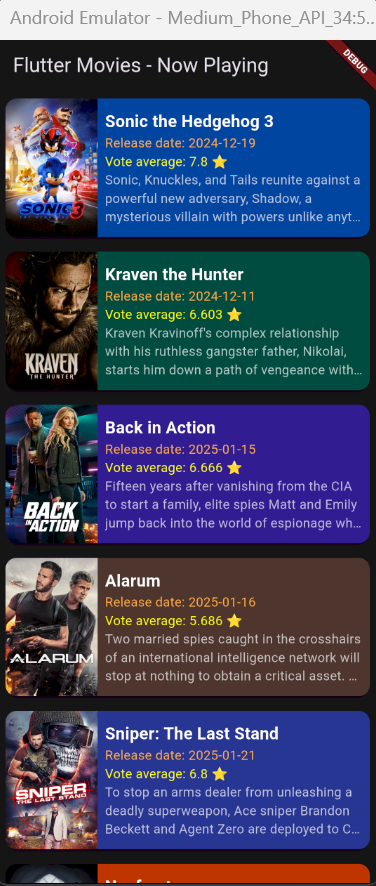 Android Emulator - Medium_Phone_API_34:5...
DEBUG
Flutter Movies - Now Playing
Sonic the Hedgehog 3
Release date: 2024-12-19
Vote average: 7.8 ⭐
Sonic, Knuckles, and Tails reunite against a
powerful new adversary, Shadow, a
mysterious villain with powers unlike anyt…
SONIC 3
Kraven the Hunter
Release date: 2024-12-11
Vote average: 6.603 ⭐
Kraven Kravinoff's complex relationship
with his ruthless gangster father, Nikolai,
starts him down a path of vengeance with…
KRAVEN
THE HUNTER
Back in Action
Release date: 2025-01-15
Vote average: 6.666 ⭐
Fifteen years after vanishing from the CIA
to start a family, elite spies Matt and Emily
jump back into the world of espionage wh…
BACK
IN ACTION
Alarum
Release date: 2025-01-16
Vote average: 5.686 ⭐
Two married spies caught in the crosshairs
of an international intelligence network will
stop at nothing to obtain a critical asset. …
ALARUM
Sniper: The Last Stand
Release date: 2025-01-21
Vote average: 6.8 ⭐
To stop an arms dealer from unleashing a
deadly superweapon, Ace sniper Brandon
Beckett and Agent Zero are deployed to C…
SNIPER
THE LAST STAND